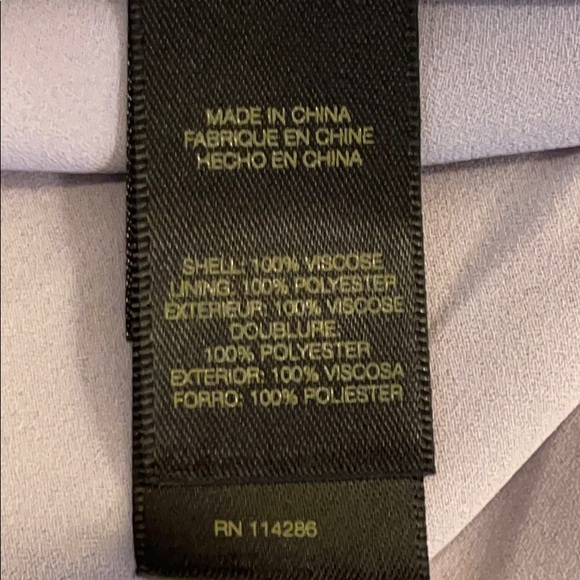 MADE IN CHINA
FABRIQUE EN CHINE
HECHO EN CHINA
SHELL: 100% VISCOSE
LINING: 100% POLYESTER
EXTERIEUR: 100% VISCOSE
DOUBLURE:
100% POLYESTER
EXTERIOR: 100% VISCOSA
FORRO: 100% POLIESTER
RN 114286